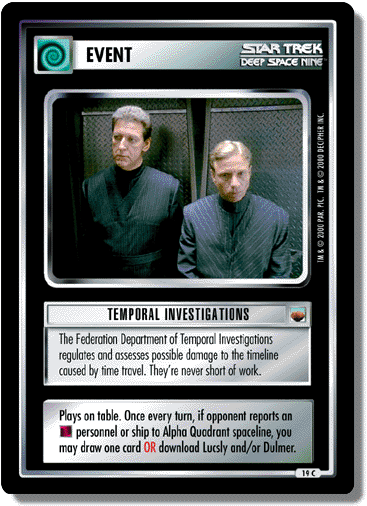 EVENT
STAR TREK
DEEP SPACE NINE™
TM & © 2000 PAR. PIC. TM & © 2000 DECIPHER INC.
TEMPORAL INVESTIGATIONS
The Federation Department of Temporal Investigations
regulates and assesses possible damage to the timeline
caused by time travel. They're never short of work.
Plays on table. Once every turn, if opponent reports an
personnel or ship to Alpha Quadrant spaceline, you
may draw one card OR download Lucsly and/or Dulmer.
19 C